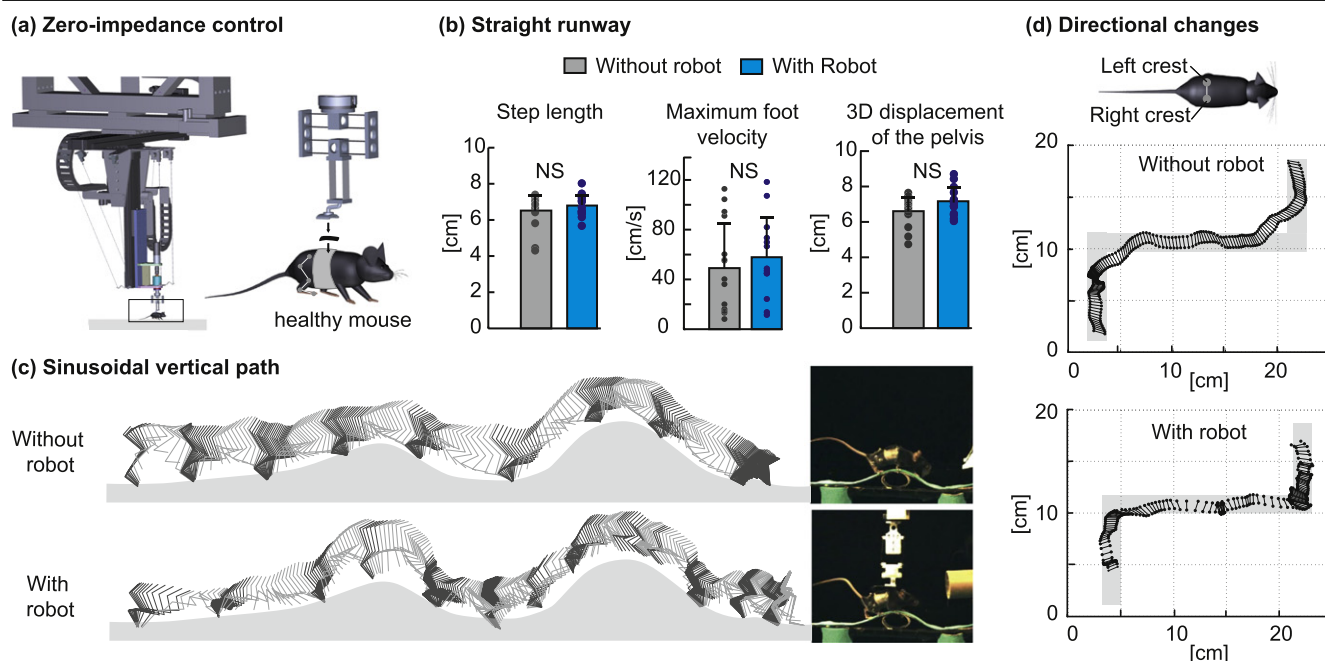 (a) Zero-impedance control
healthy mouse
(b) Straight runway
Without robot
With Robot
Step length
10
8
6
4
2
0
[cm]
NS
Maximum foot
velocity
120
80
40
0
[cm/s]
NS
3D displacement
of the pelvis
10
8
6
4
2
0
[cm]
NS
(c) Sinusoidal vertical path
Without
robot
With
robot
(d) Directional changes
Left crest
Right crest
Without robot
20
10
0
[cm]
0
10
20
[cm]
With robot
20
10
0
[cm]
0
10
20
[cm]